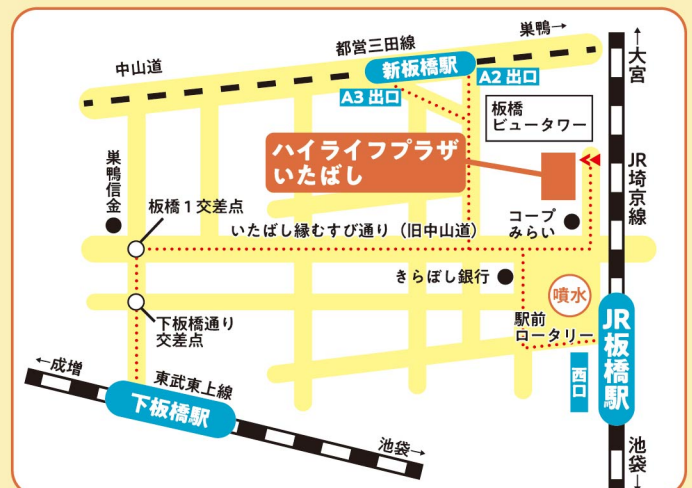 巣鴨→
都営三田線
中山道
新板橋駅
A2 出口
A3 出口
↑大宮
板橋
ビュータワー
ハイライフプラザ
いたばし
JR埼京線
巣鴨信金
板橋1交差点
コープ
みらい
いたばし縁むすび通り（旧中山道）
きらぼし銀行
噴水
下板橋通り
交差点
駅前
ロータリー
JR板橋駅
西口
←成増
東武東上線
下板橋駅
池袋→
池袋↓